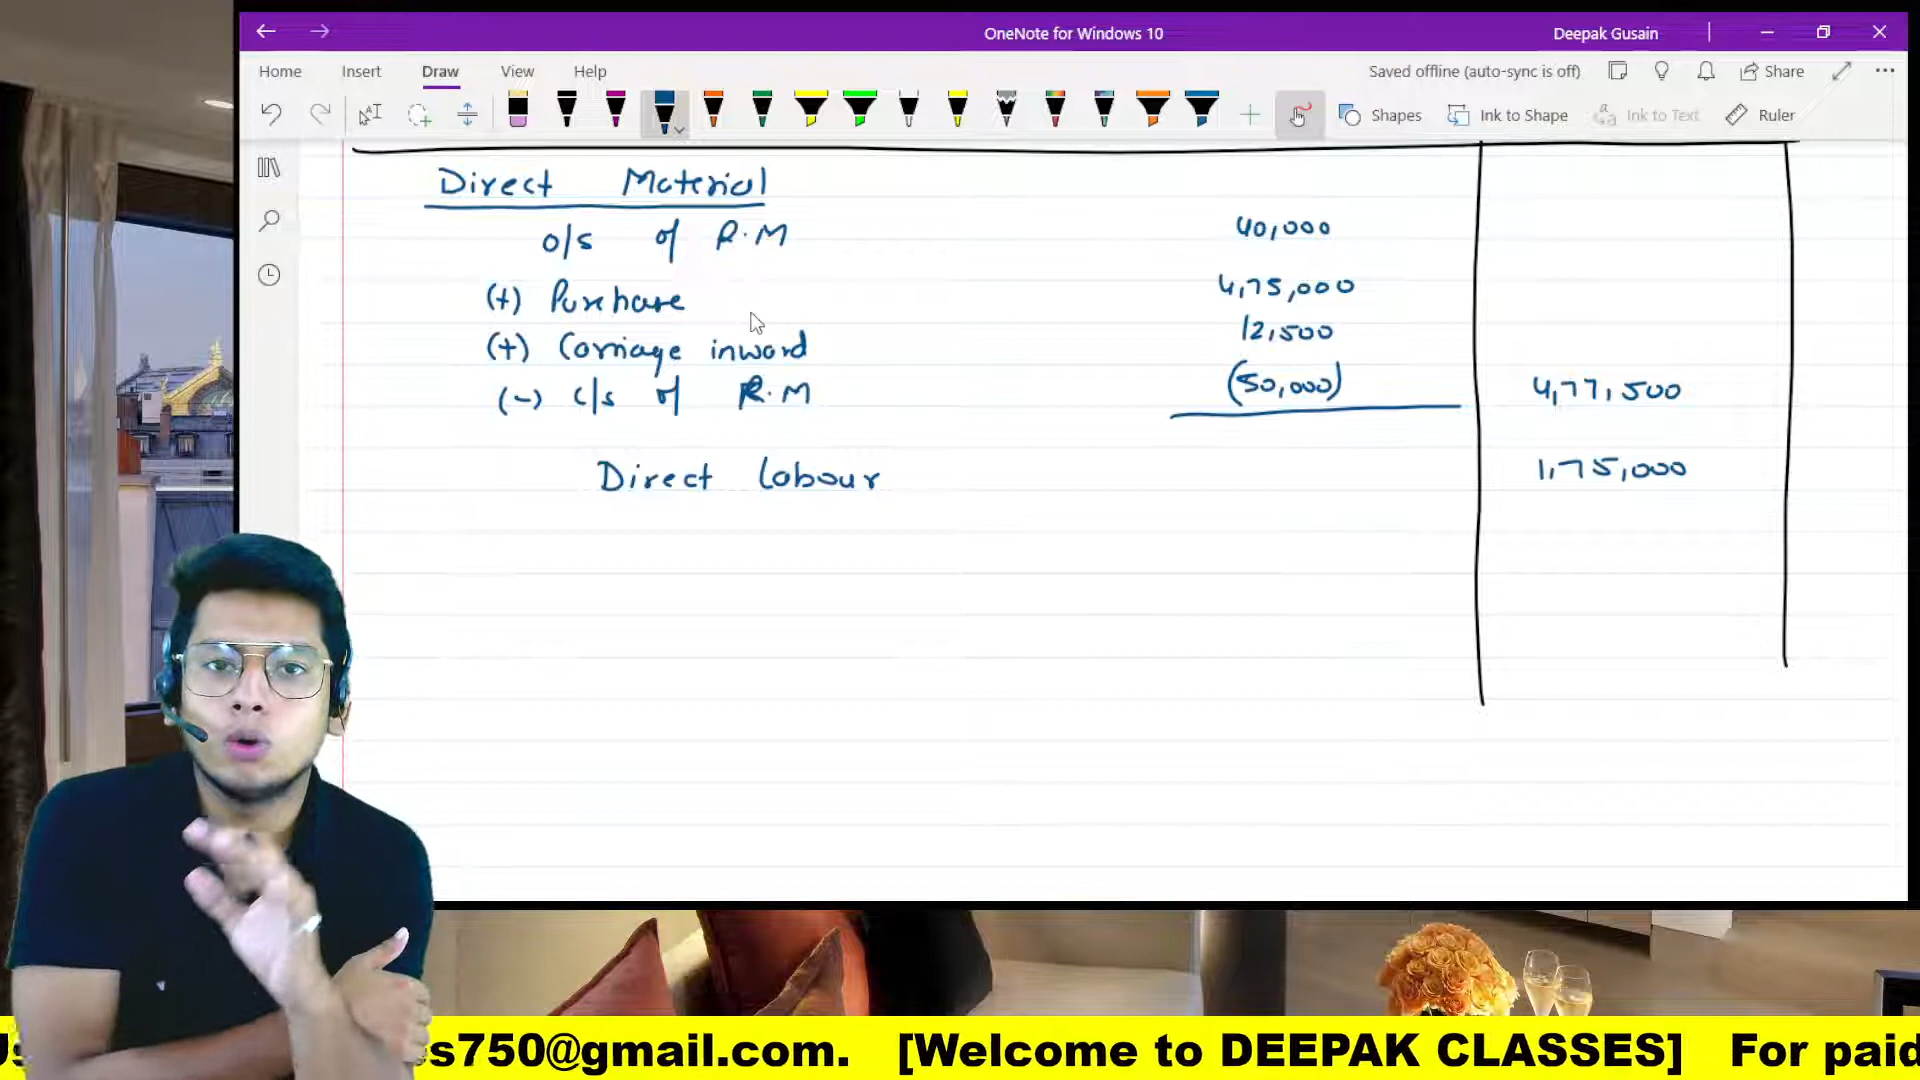 OneNote for Windows 10
Deepak Gusain
Home Insert Draw View Help
Saved offline (auto-sync is off)
Share
Shapes
Ink to Shape
Ink to Text
Ruler
Direct Material
o/s of R.M 40,000
(+) Purchase 4,75,000
(+) Carriage inward 12,500
(-) c/s of R.M (50,000) 4,77,500
Direct labour 1,75,000
s750@gmail.com. [Welcome to DEEPAK CLASSES] For paid